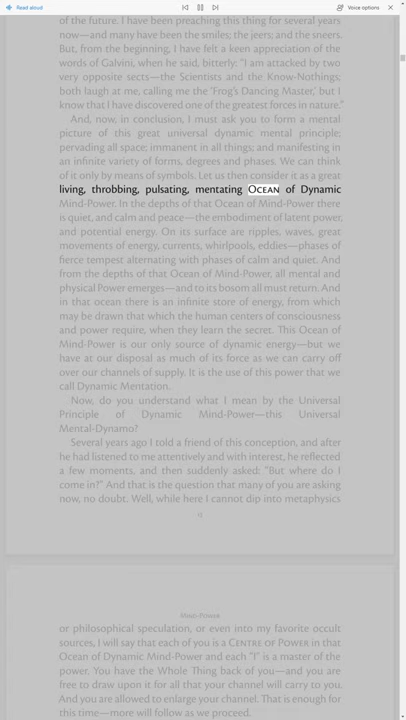 Read aloud
Voice options
of the future. I have been preaching this thing for several years
now—and many have been the smiles; the jeers; and the sneers.
But, from the beginning, I have felt a keen appreciation of the
words of Galvini, when he said, bitterly: “I am attacked by two
very opposite sects—the Scientists and the Know-Nothings;
both laugh at me, calling me the ‘Frog’s Dancing Master,’ but I
know that I have discovered one of the greatest forces in nature.”
And, now, in conclusion, I must ask you to form a mental
picture of this great universal dynamic mental principle;
pervading all space; immanent in all things; and manifesting in
an infinite variety of forms, degrees and phases. We can think
of it only by means of symbols. Let us then consider it as a great
living, throbbing, pulsating, mentating OCEAN of Dynamic
Mind-Power. In the depths of that Ocean of Mind-Power there
is quiet, and calm and peace—the embodiment of latent power,
and potential energy. On its surface are ripples, waves, great
movements of energy, currents, whirlpools, eddies—phases of
fierce tempest alternating with phases of calm and quiet. And
from the depths of that Ocean of Mind-Power, all mental and
physical Power emerges—and to its bosom all must return. And
in that ocean there is an infinite store of energy, from which
may be drawn that which the human centers of consciousness
and power require, when they learn the secret. This Ocean of
Mind-Power is our only source of dynamic energy—but we
have at our disposal as much of its force as we can carry off
over our channels of supply. It is the use of this power that we
call Dynamic Mentation.
Now, do you understand what I mean by the Universal
Principle of Dynamic Mind-Power—this Universal
Mental-Dynamo?
Several years ago I told a friend of this conception, and after
he had listened to me attentively and with interest, he reflected
a few moments, and then suddenly asked: “But where do I
come in?” And that is the question that many of you are asking
now, no doubt. Well, while here I cannot dip into metaphysics
MIND-POWER
or philosophical speculation, or even into my favorite occult
sources, I will say that each of you is a CENTRE OF POWER in that
Ocean of Dynamic Mind-Power and each “I” is a master of the
power. You have the Whole Thing back of you—and you are
free to draw upon it for all that your channel will carry to you.
And you are allowed to enlarge your channel. That is enough for
this time—more will follow as we proceed.